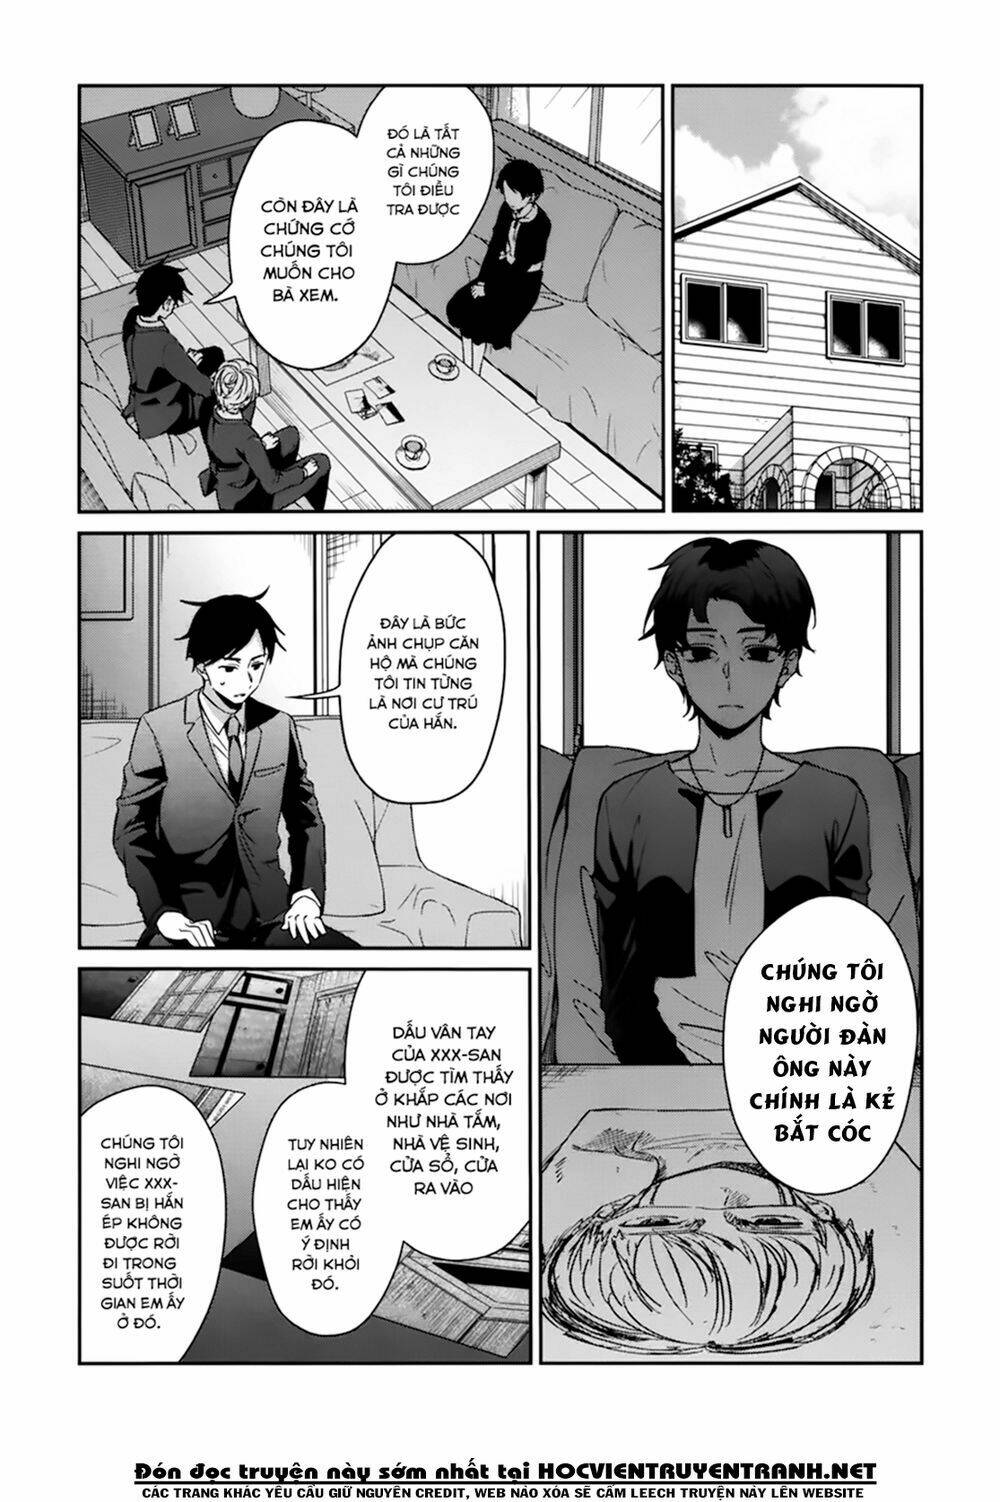 ĐÓ LÀ TẤT
CẢ NHỮNG
GÌ CHÚNG
TÔI ĐIỀU
TRA ĐƯỢC
CÒN ĐÂY LÀ
CHỨNG CỚ
CHÚNG TÔI
MUỐN CHO
BÀ XEM.
CHÚNG TÔI
NGHI NGỜ
NGƯỜI ĐÀN
ÔNG NÀY
CHÍNH LÀ KẺ
BẮT CÓC
ĐÂY LÀ BỨC
ẢNH CHỤP CĂN
HỘ MÀ CHÚNG
TÔI TIN TỪNG
LÀ NƠI CƯ TRÚ
CỦA HẮN.
DẤU VÂN TAY
CỦA XXX-SAN
ĐƯỢC TÌM THẤY
Ở KHẮP CÁC NƠI
NHƯ NHÀ TẮM,
NHÀ VỆ SINH,
CỬA SỔ, CỬA
RA VÀO
TUY NHIÊN
LẠI KO CÓ
DẤU HIỆN
CHO THẤY
EM ẤY CÓ
Ý ĐỊNH
RỜI KHỎI
ĐÓ.
CHÚNG TÔI
NGHI NGỜ
VIỆC XXX-
SAN BỊ HẮN
ÉP KHÔNG
ĐƯỢC RỜI
ĐI TRONG
SUỐT THỜI
GIAN EM ẤY
Ở ĐÓ.
Đón đọc truyện này sớm nhất tại HOCVIENTRUYENTRANH.NET
CÁC TRANG KHÁC YÊU CẦU GIỮ NGUYÊN CREDIT, WEB NÀO XÓA SẼ CẤM LEECH TRUYỆN NÀY LÊN WEBSITE